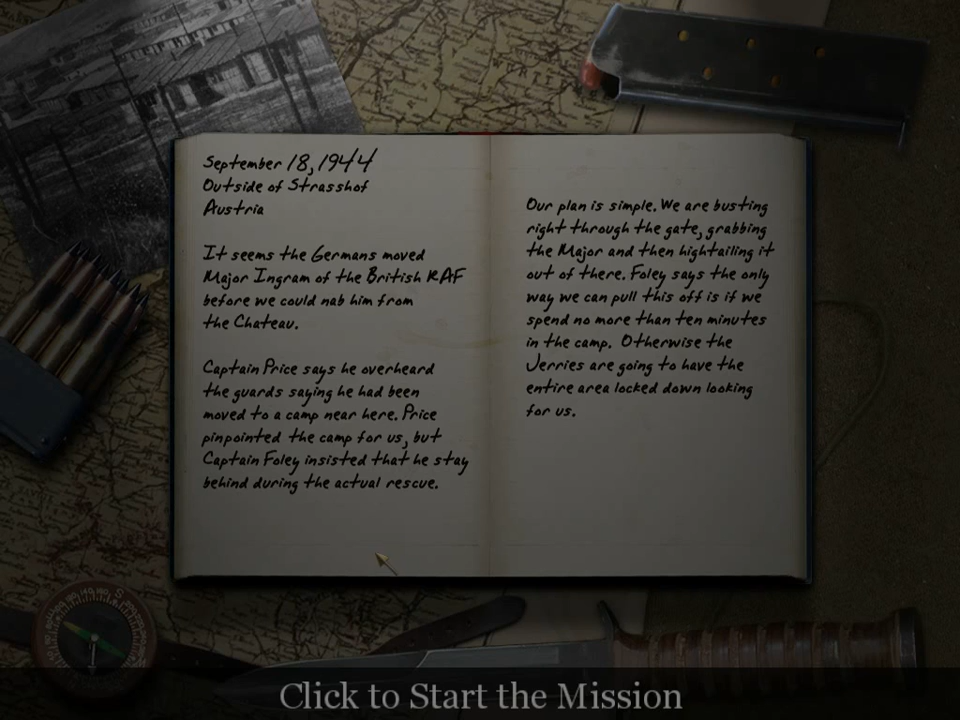 September 18, 1944
Outside of Strasshof
Austria
It seems the Germans moved
Major Ingram of the British RAF
before we could nab him from
the Chateau.
Captain Price says he overheard
the guards saying he had been
moved to a camp near here. Price
pinpointed the camp for us, but
Captain Foley insisted that he stay
behind during the actual rescue.
Our plan is simple. We are busting
right through the gate, grabbing
the Major and then hightailing it
out of there. Foley says the only
way we can pull this off is if we
spend no more than ten minutes
in the camp. Otherwise the
Jerries are going to have the
entire area locked down looking
for us.
Click to Start the Mission